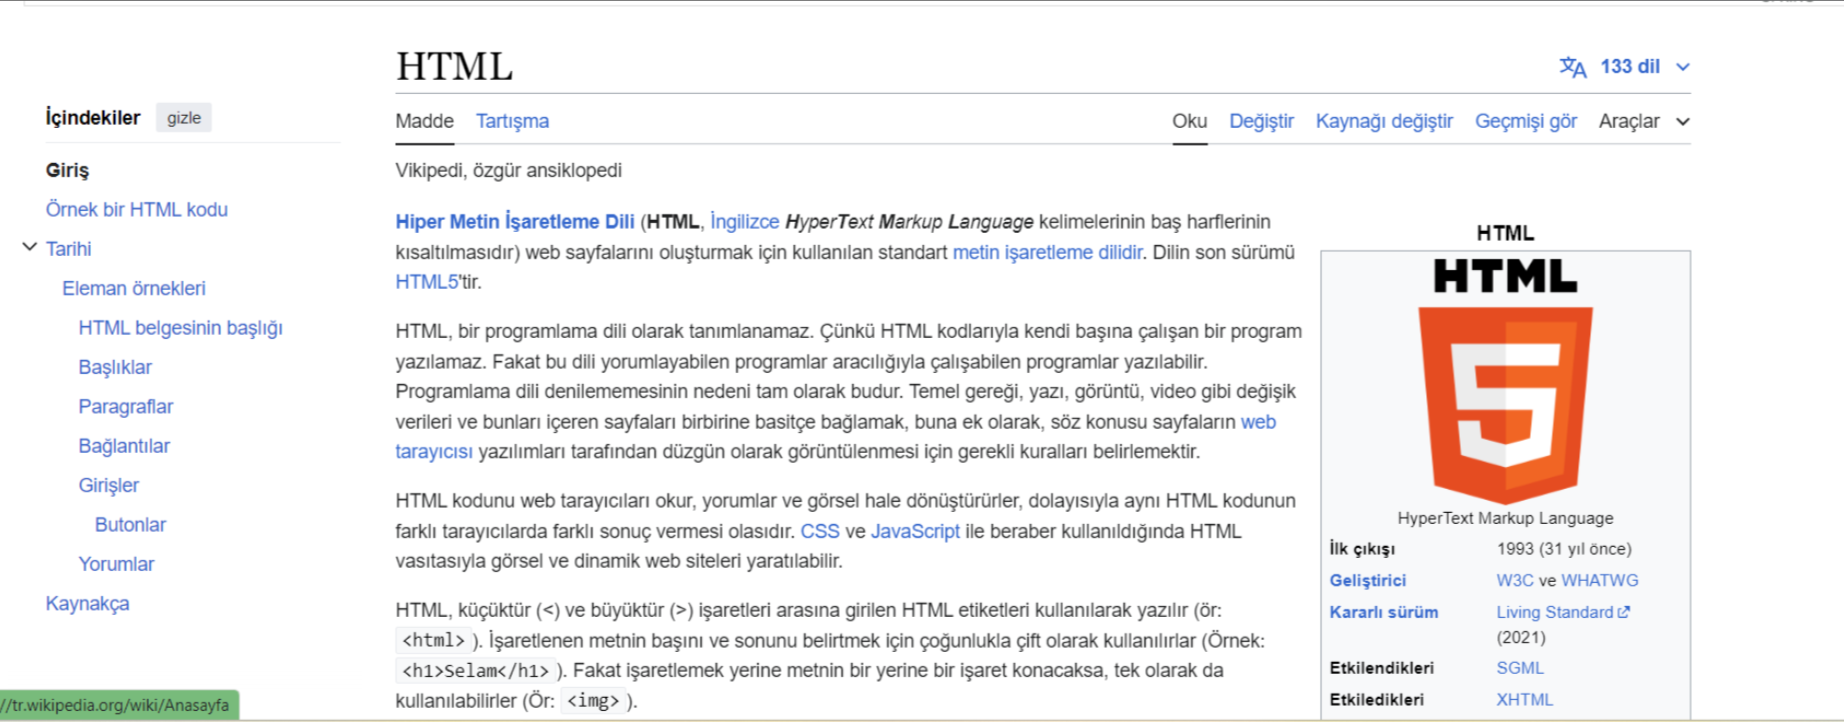 HTML
133 dil
İçindekiler gizle
Madde Tartışma
Oku Değiştir Kaynağı değiştir Geçmişi gör Araçlar
Giriş
Örnek bir HTML kodu
Tarihi
Eleman örnekleri
HTML belgesinin başlığı
Başlıklar
Paragraflar
Bağlantılar
Girişler
Butonlar
Yorumlar
Kaynakça
Vikipedi, özgür ansiklopedi
Hiper Metin İşaretleme Dili (HTML, İngilizce HyperText Markup Language kelimelerinin baş harflerinin
kısaltılmasıdır) web sayfalarını oluşturmak için kullanılan standart metin işaretleme dilidir. Dilin son sürümü
HTML5'tir.
HTML, bir programlama dili olarak tanımlanamaz. Çünkü HTML kodlarıyla kendi başına çalışan bir program
yazılamaz. Fakat bu dili yorumlayabilen programlar aracılığıyla çalışabilen programlar yazılabilir.
Programlama dili denilememesinin nedeni tam olarak budur. Temel gereği, yazı, görüntü, video gibi değişik
verileri ve bunları içeren sayfaları birbirine basitçe bağlamak, buna ek olarak, söz konusu sayfaların web
tarayıcısı yazılımları tarafından düzgün olarak görüntülenmesi için gerekli kuralları belirlemektir.
HTML kodunu web tarayıcıları okur, yorumlar ve görsel hale dönüştürürler, dolayısıyla aynı HTML kodunun
farklı tarayıcılarda farklı sonuç vermesi olasıdır. CSS ve JavaScript ile beraber kullanıldığında HTML
vasıtasıyla görsel ve dinamik web siteleri yaratılabilir.
HTML, küçüktür (<) ve büyüktür (>) işaretleri arasına girilen HTML etiketleri kullanılarak yazılır (ör:
<html> ). İşaretlenen metnin başını ve sonunu belirtmek için çoğunlukla çift olarak kullanılırlar (Örnek:
<h1>Selam</h1> ). Fakat işaretlemek yerine metnin bir yerine bir işaret konacaksa, tek olarak da
kullanılabilirler (Ör: <img> ).
HTML
HTML
5
HyperText Markup Language
İlk çıkışı 1993 (31 yıl önce)
Geliştirici W3C ve WHATWG
Kararlı sürüm Living Standard
(2021)
Etkilendikleri SGML
Etkiledikleri XHTML
//tr.wikipedia.org/wiki/Anasayfa